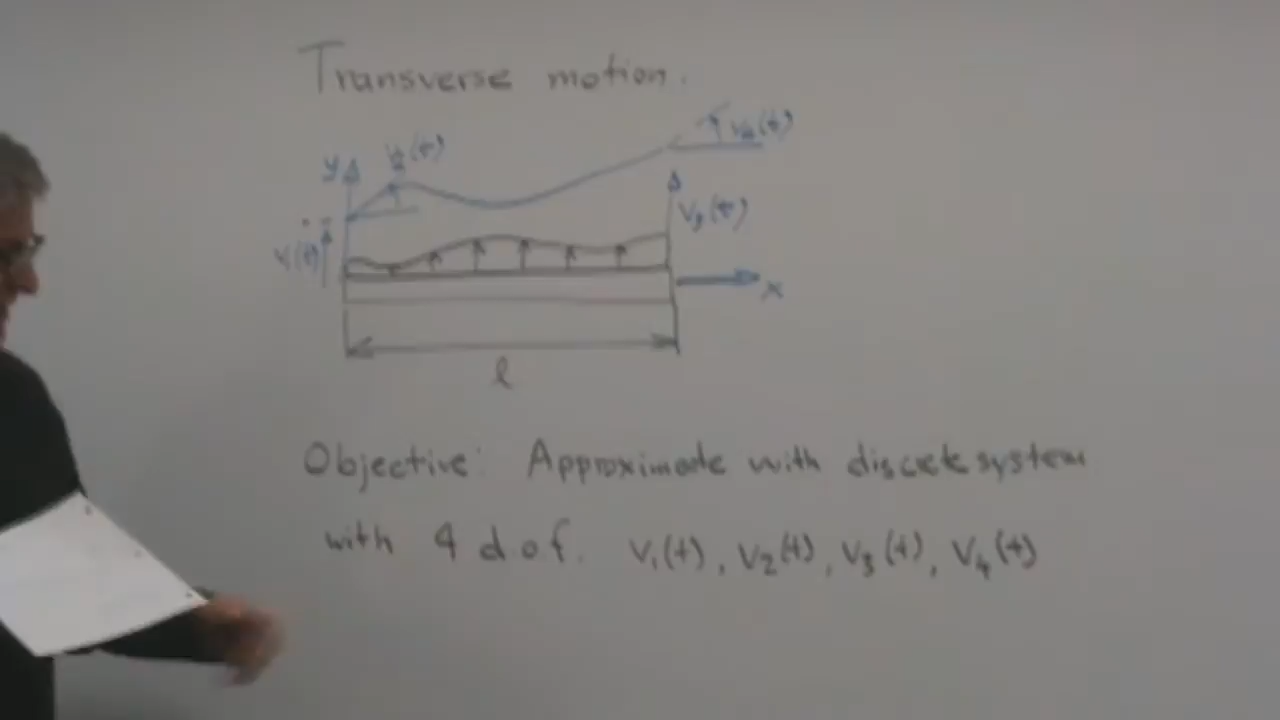 Transverse motion.
v4(t)
y v2(t)
v3(t)
v1(t)
x
l
Objective: Approximate with discrete system
with 4 d.o.f. v1(t), v2(t), v3(t), v4(t)